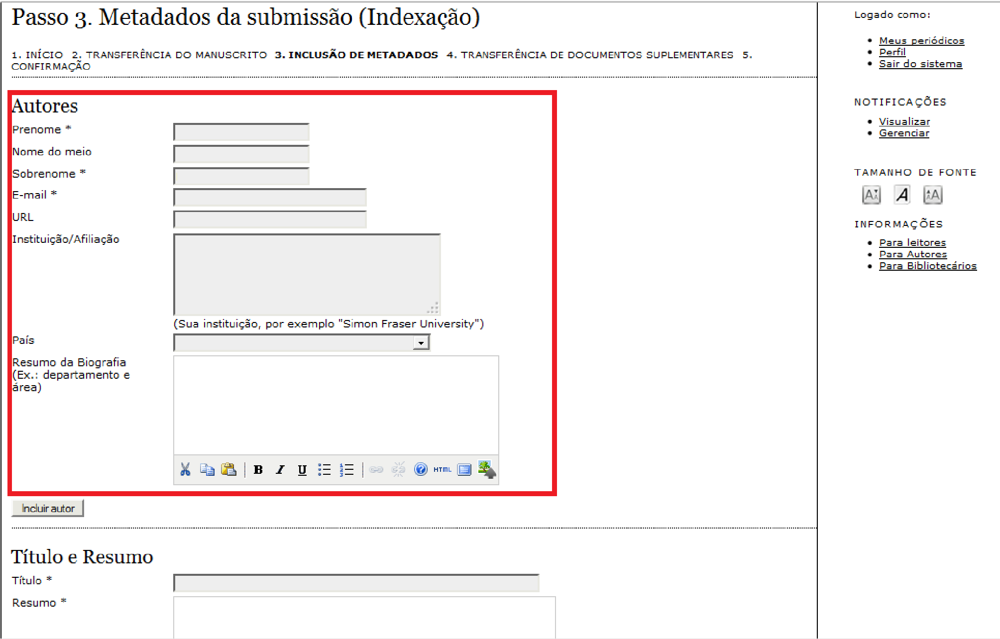 Passo 3. Metadados da submissão (Indexação)
1. INÍCIO 2. TRANSFERÊNCIA DO MANUSCRITO 3. INCLUSÃO DE METADADOS 4. TRANSFERÊNCIA DE DOCUMENTOS SUPLEMENTARES 5.
CONFIRMAÇÃO
Autores
Prenome *
Nome do meio
Sobrenome *
E-mail *
URL
Instituição/Afiliação
(Sua instituição, por exemplo "Simon Fraser University")
País
Resumo da Biografia
(Ex.: departamento e
área)
B I U HTML
Incluir autor
Título e Resumo
Título *
Resumo *
Logado como:
Meus periódicos
Perfil
Sair do sistema
NOTIFICAÇÕES
Visualizar
Gerenciar
TAMANHO DE FONTE
INFORMAÇÕES
Para leitores
Para Autores
Para Bibliotecários